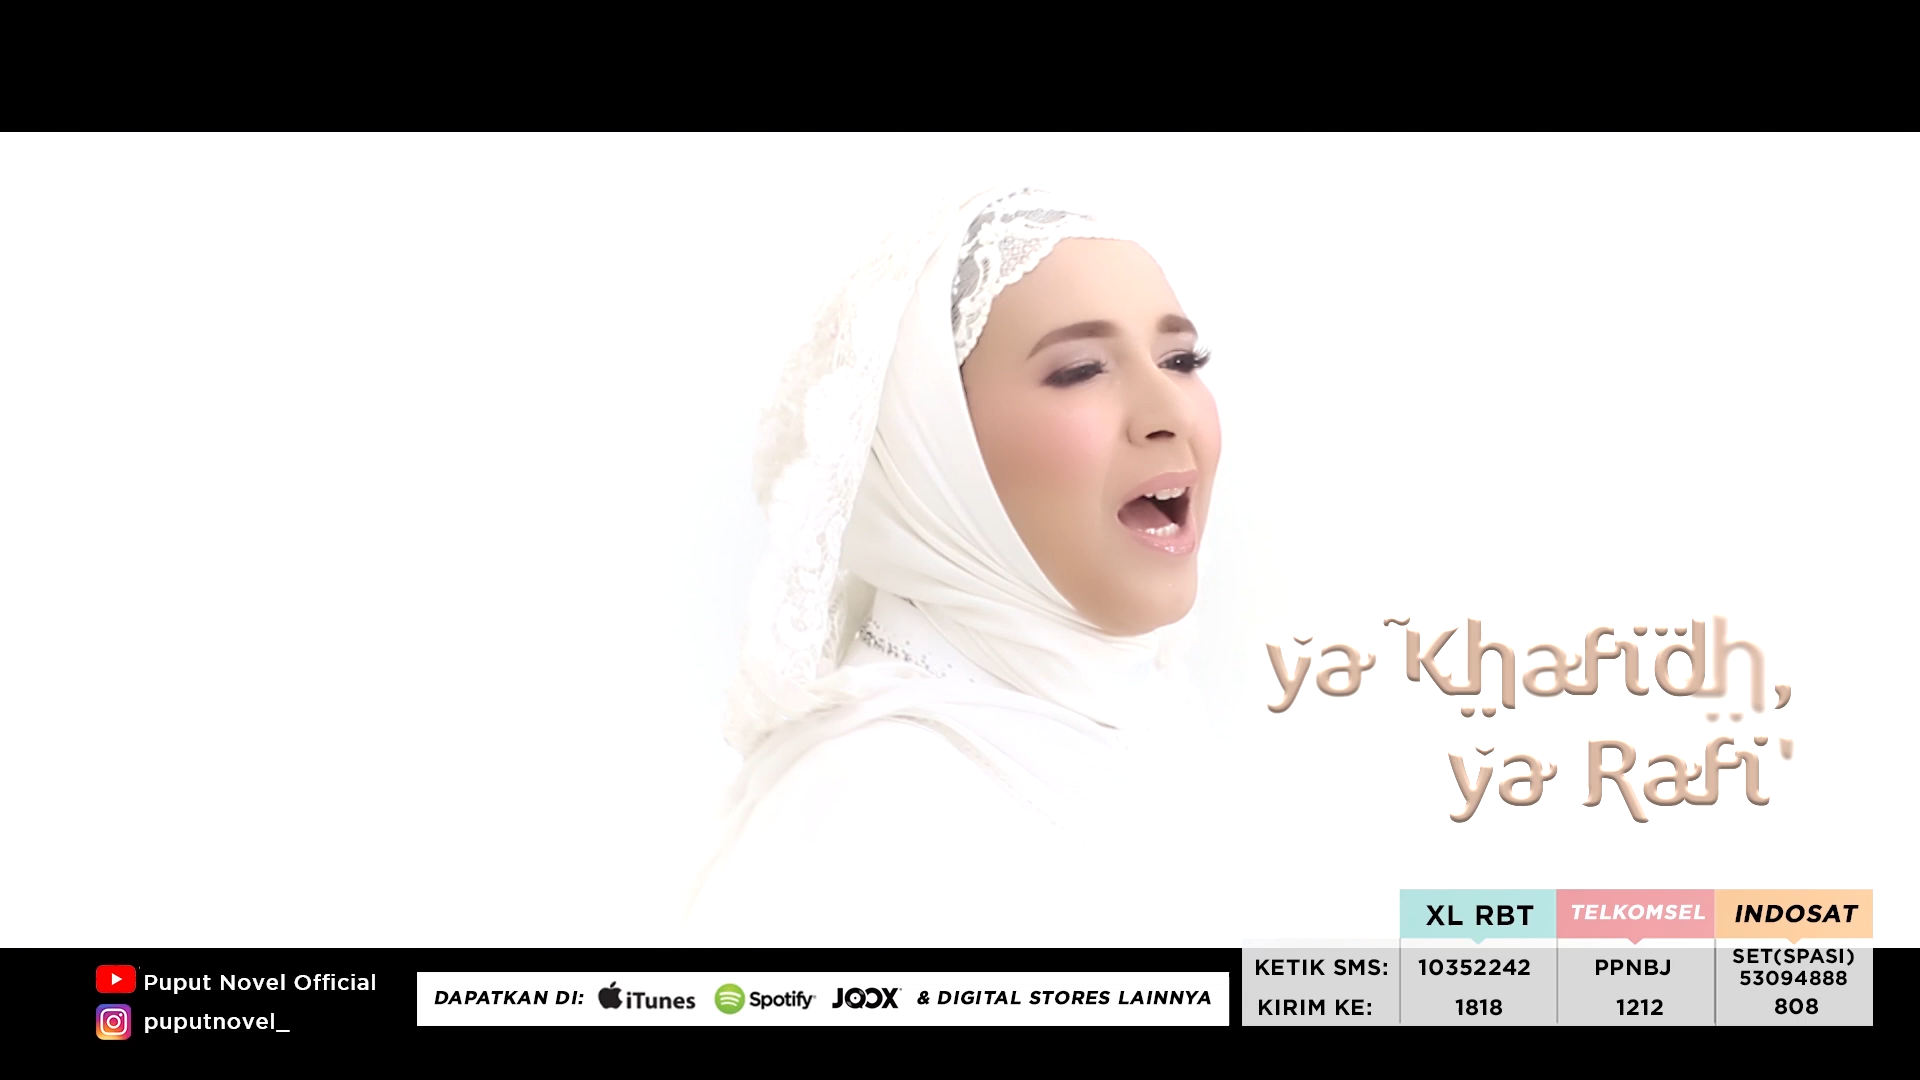 ya Khafidh,
ya Rafi'
XL RBT
TELKOMSEL
INDOSAT
KETIK SMS:
10352242
PPNBJ
SET(SPASI)
53094888
KIRIM KE:
1818
1212
808
Puput Novel Official
puputnovel_
DAPATKAN DI: iTunes Spotify JOOX & DIGITAL STORES LAINNYA